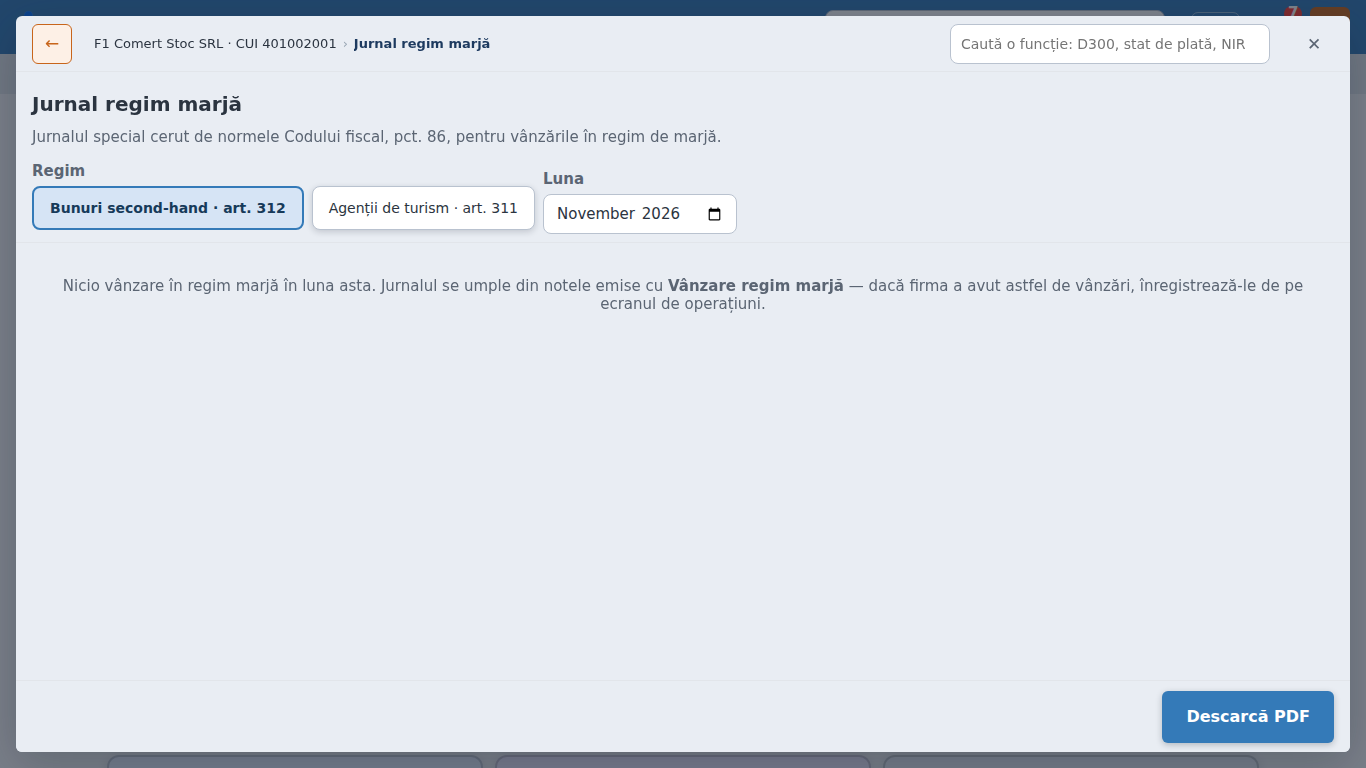 7
←
F1 Comert Stoc SRL · CUI 401002001 › Jurnal regim marjă
Caută o funcție: D300, stat de plată, NIR
✕
Jurnal regim marjă
Jurnalul special cerut de normele Codului fiscal, pct. 86, pentru vânzările în regim de marjă.
Regim
Luna
Bunuri second-hand · art. 312
Agenții de turism · art. 311
November 2026
Nicio vânzare în regim marjă în luna asta. Jurnalul se umple din notele emise cu Vânzare regim marjă — dacă firma a avut astfel de vânzări, înregistrează-le de pe
ecranul de operațiuni.
Descarcă PDF